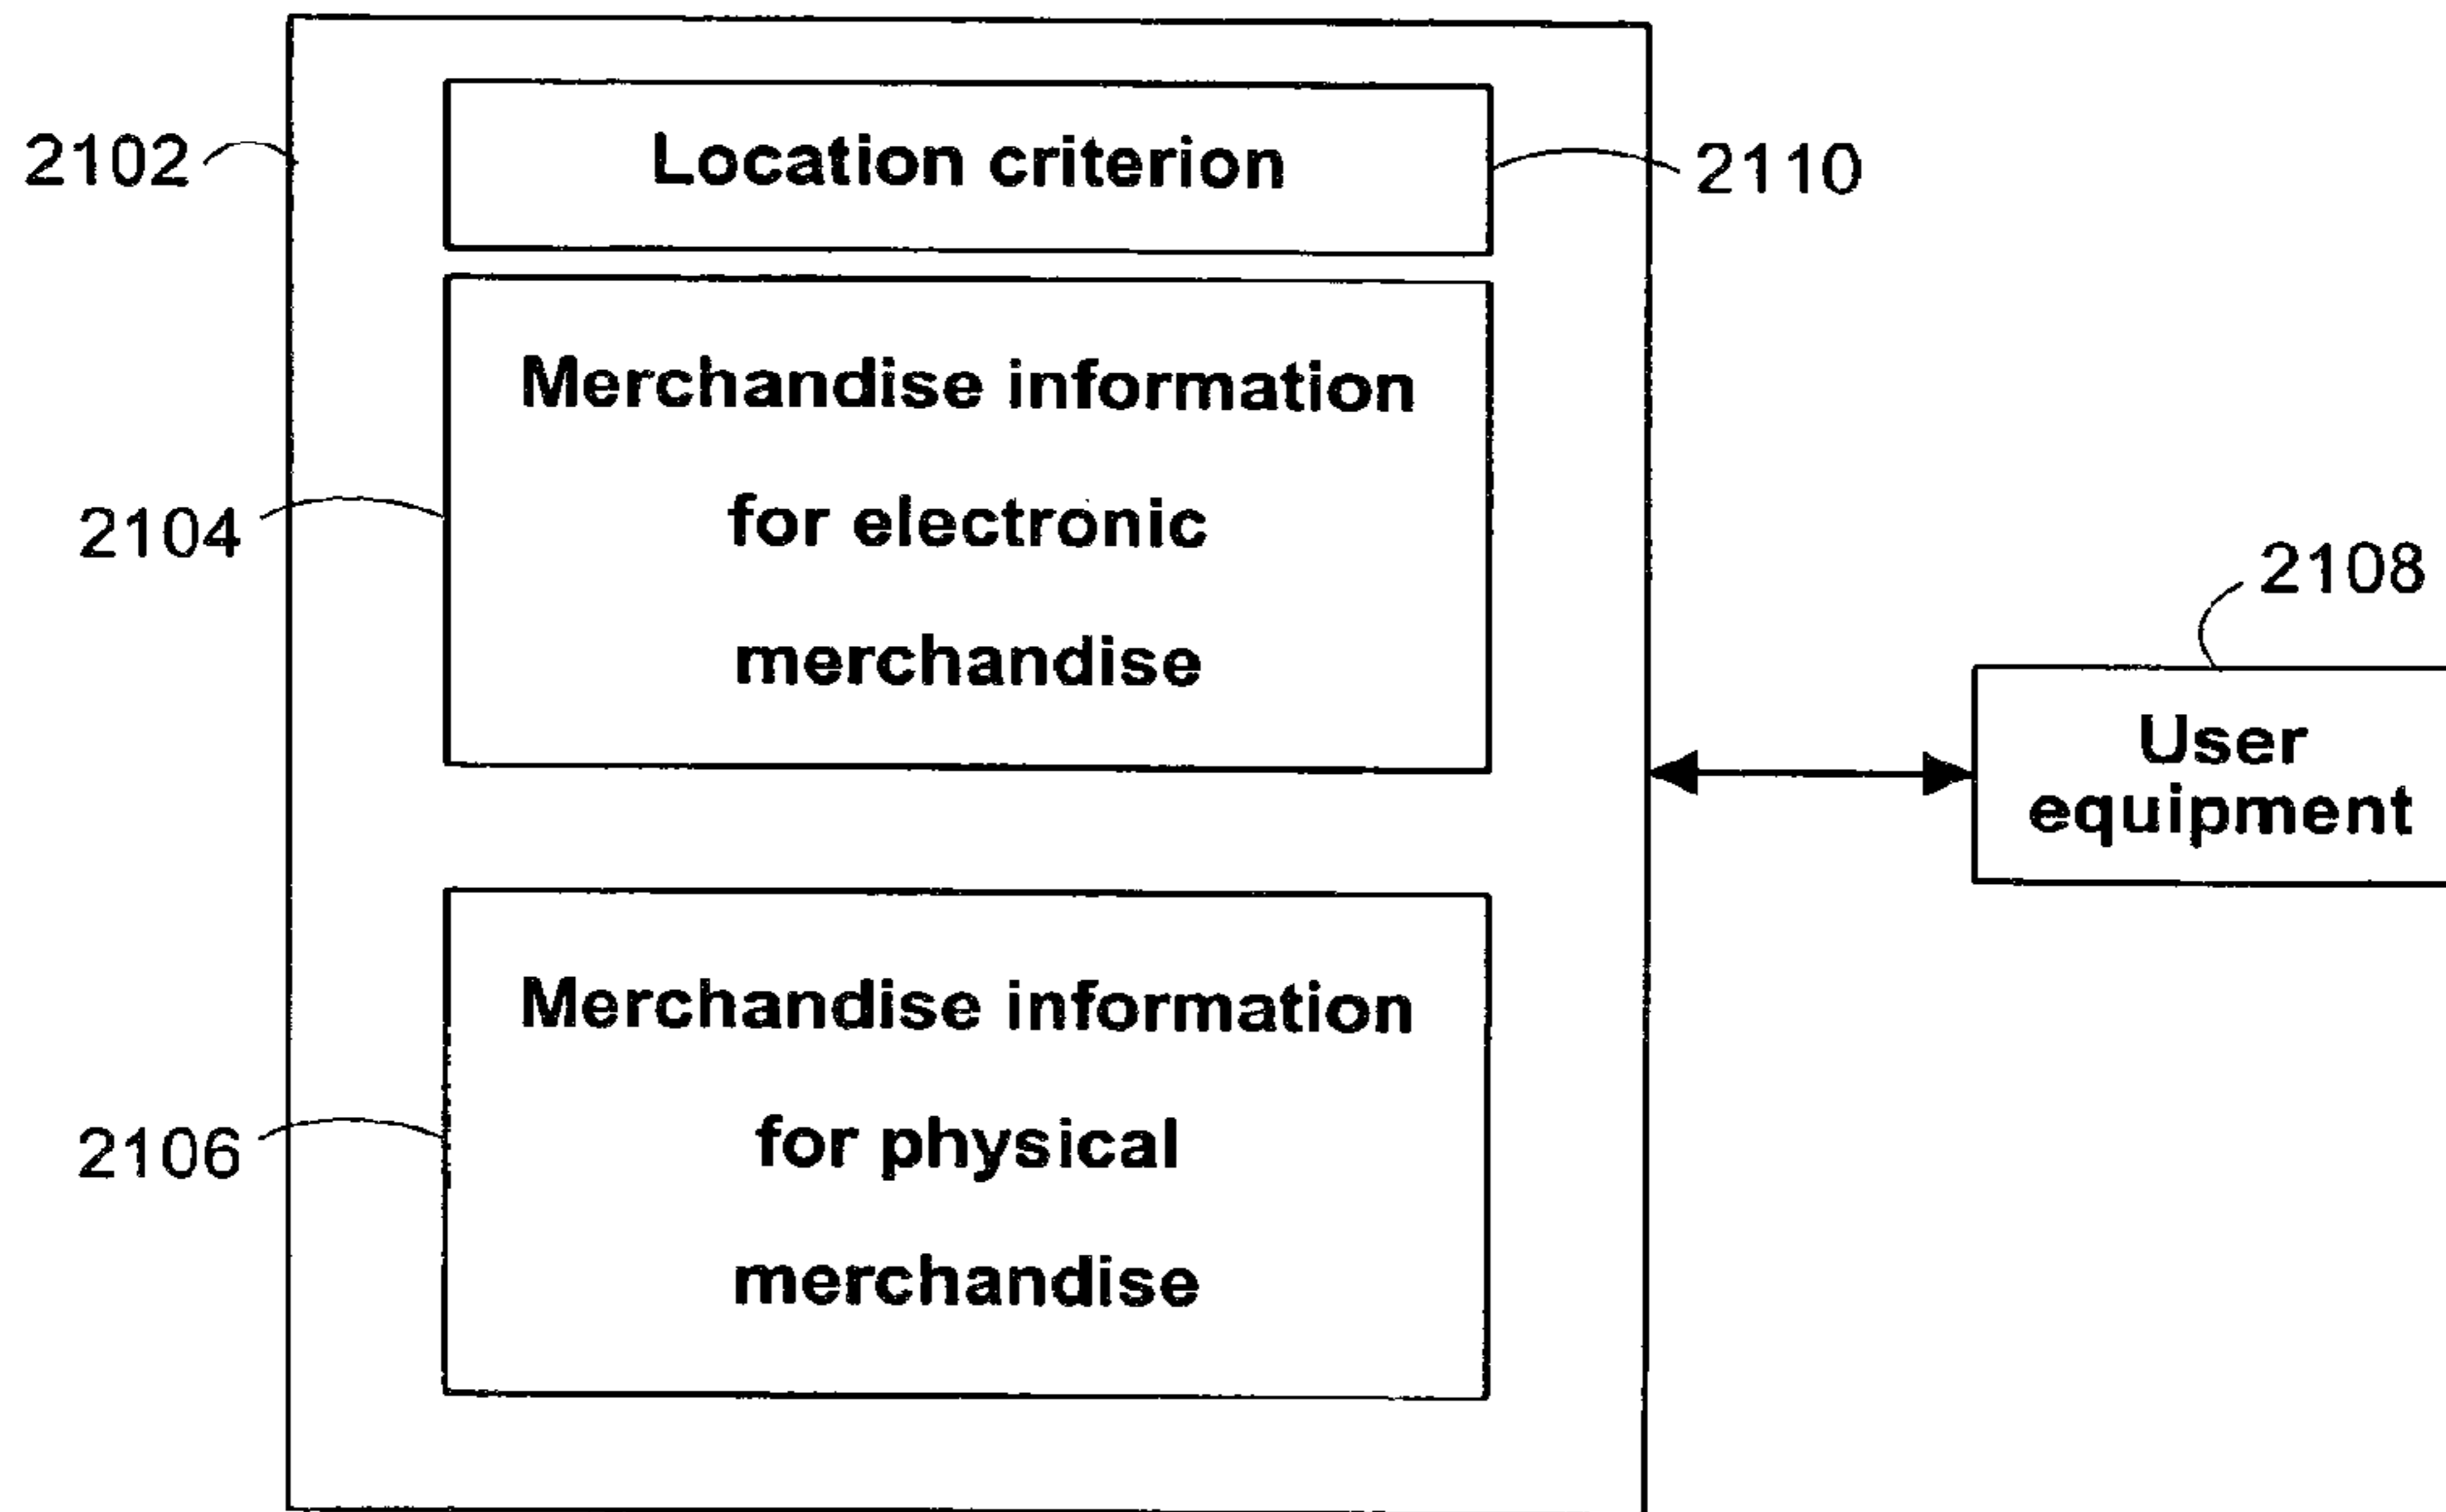 2102
Location criterion
2110
Merchandise information
for electronic
merchandise
2104
2108
User
equipment
Merchandise information
for physical
merchandise
2106